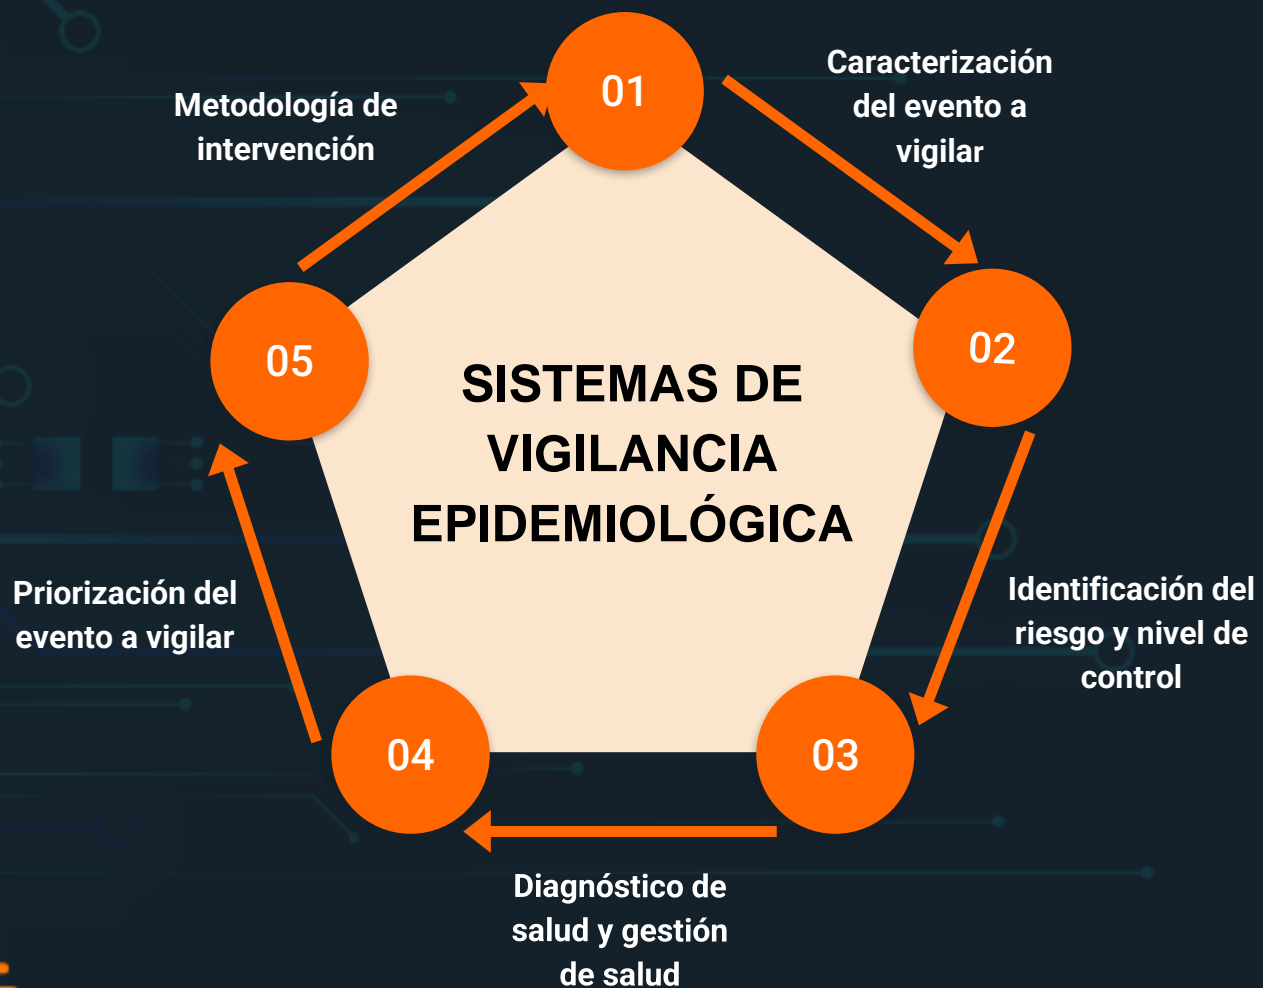 01
Caracterización
del evento a
vigilar
02
Identificación del
riesgo y nivel de
control
03
Diagnóstico de
salud y gestión
de salud
04
Priorización del
evento a vigilar
05
Metodología de
intervención
SISTEMAS DE
VIGILANCIA
EPIDEMIOLÓGICA